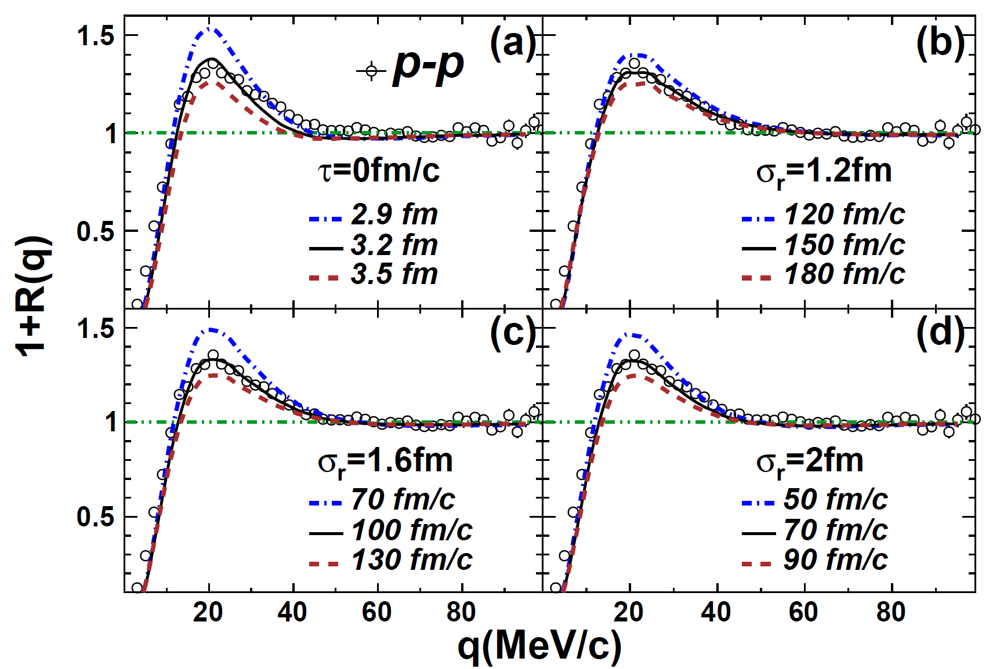 1+R(q)
1.5
1
0.5
(a)
p-p
τ=0fm/c
2.9 fm
3.2 fm
3.5 fm
(b)
σr=1.2fm
120 fm/c
150 fm/c
180 fm/c
1.5
1
0.5
(c)
σr=1.6fm
70 fm/c
100 fm/c
130 fm/c
(d)
σr=2fm
50 fm/c
70 fm/c
90 fm/c
20 40 60 80 20 40 60 80
q(MeV/c)